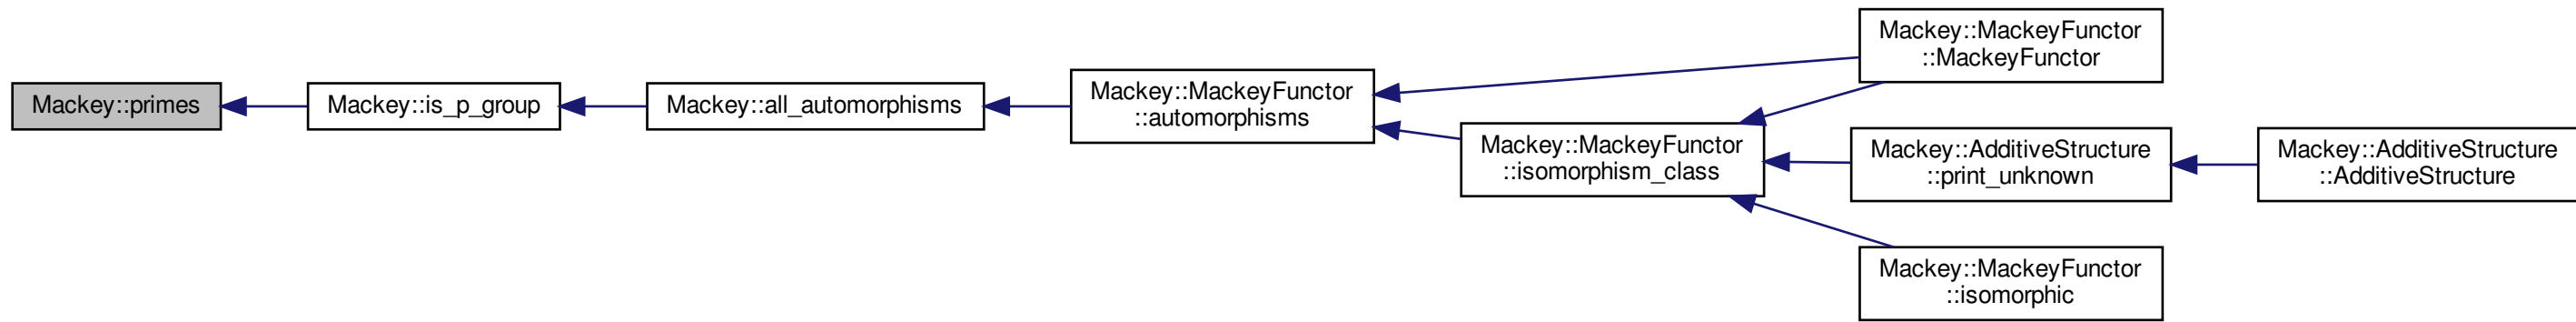 Mackey::primes
Mackey::is_p_group
Mackey::all_automorphisms
Mackey::MackeyFunctor
::automorphisms
Mackey::MackeyFunctor
::MackeyFunctor
Mackey::MackeyFunctor
::isomorphism_class
Mackey::AdditiveStructure
::print_unknown
Mackey::AdditiveStructure
::AdditiveStructure
Mackey::MackeyFunctor
::isomorphic